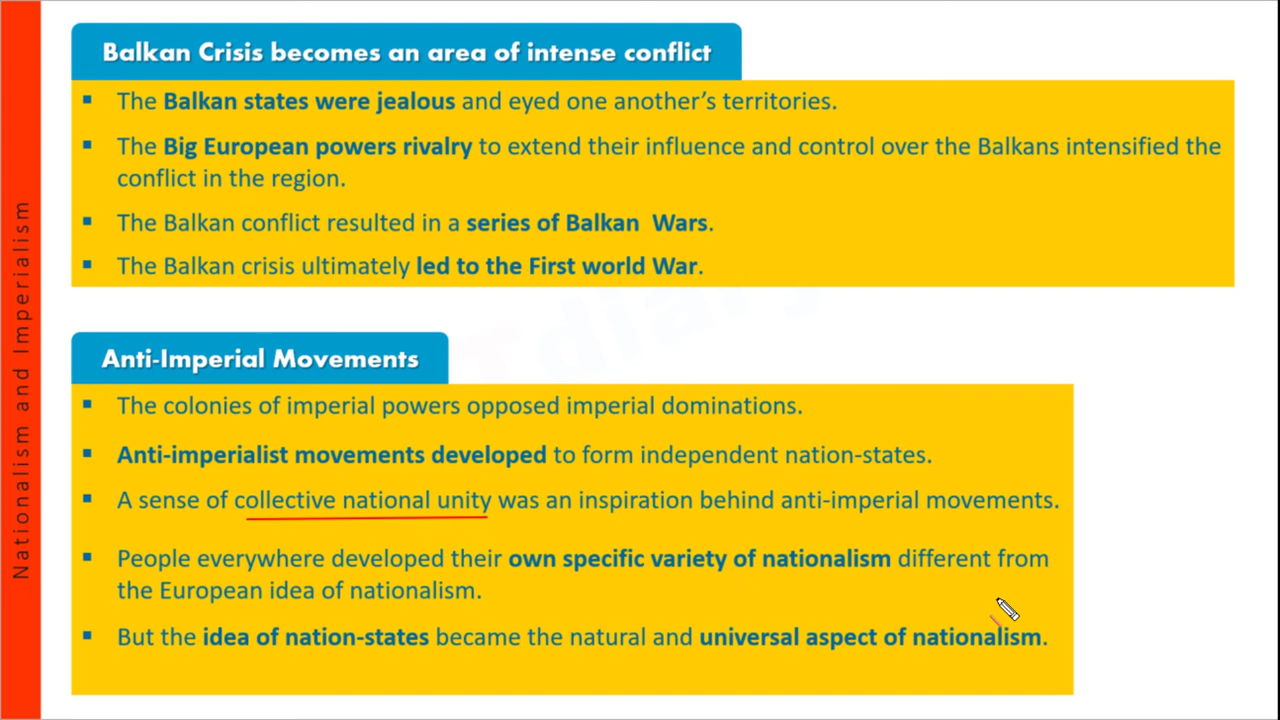 Nationalism and Imperialism
Balkan Crisis becomes an area of intense conflict
▪ The Balkan states were jealous and eyed one another's territories.
▪ The Big European powers rivalry to extend their influence and control over the Balkans intensified the
conflict in the region.
▪ The Balkan conflict resulted in a series of Balkan Wars.
▪ The Balkan crisis ultimately led to the First world War.
Anti-Imperial Movements
▪ The colonies of imperial powers opposed imperial dominations.
▪ Anti-imperialist movements developed to form independent nation-states.
▪ A sense of collective national unity was an inspiration behind anti-imperial movements.
▪ People everywhere developed their own specific variety of nationalism different from
the European idea of nationalism.
▪ But the idea of nation-states became the natural and universal aspect of nationalism.